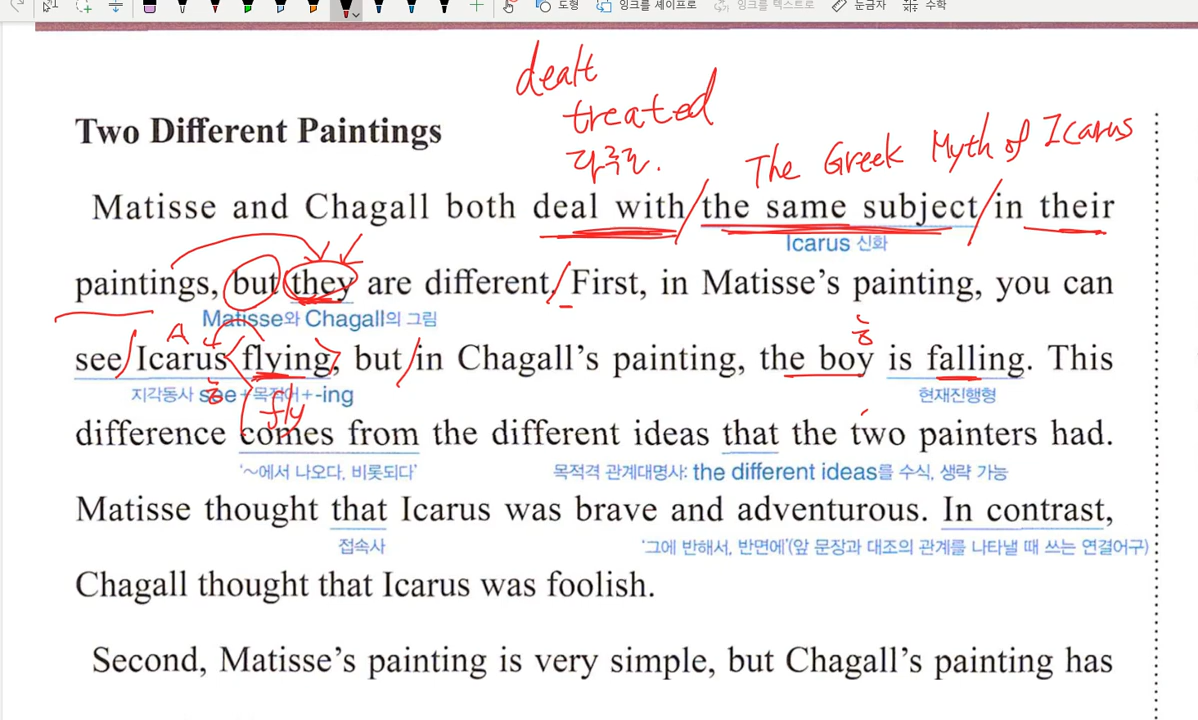 도형 잉크를 셰이프로 잉크를 텍스트로 눈금자 수학
dealt
treated
다루고.
The Greek Myth of Icarus
Two Different Paintings
Matisse and Chagall both deal with the same subject in their
Icarus 신화
paintings, but they are different. First, in Matisse's painting, you can
Matisse와 Chagall의 그림
A
see Icarus flying, but in Chagall's painting, the boy is falling. This
지각동사 see+목적어+-ing
현재진행형
fly
difference comes from the different ideas that the two painters had.
'~에서 나오다, 비롯되다'
목적격 관계대명사: the different ideas를 수식, 생략 가능
Matisse thought that Icarus was brave and adventurous. In contrast,
접속사
'그에 반해서, 반면에'(앞 문장과 대조의 관계를 나타낼 때 쓰는 연결어구)
Chagall thought that Icarus was foolish.
Second, Matisse's painting is very simple, but Chagall's painting has